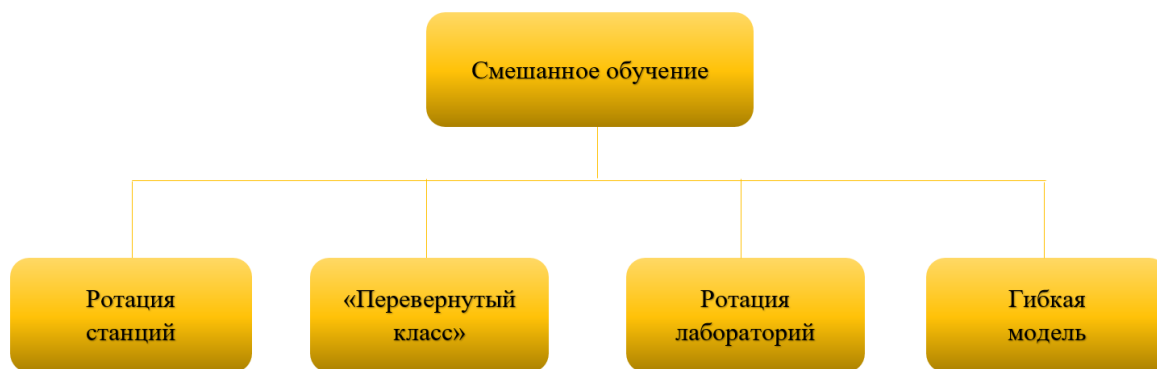 Смешанное обучение
Ротация
станций
«Перевернутый
класс»
Ротация
лабораторий
Гибкая
модель